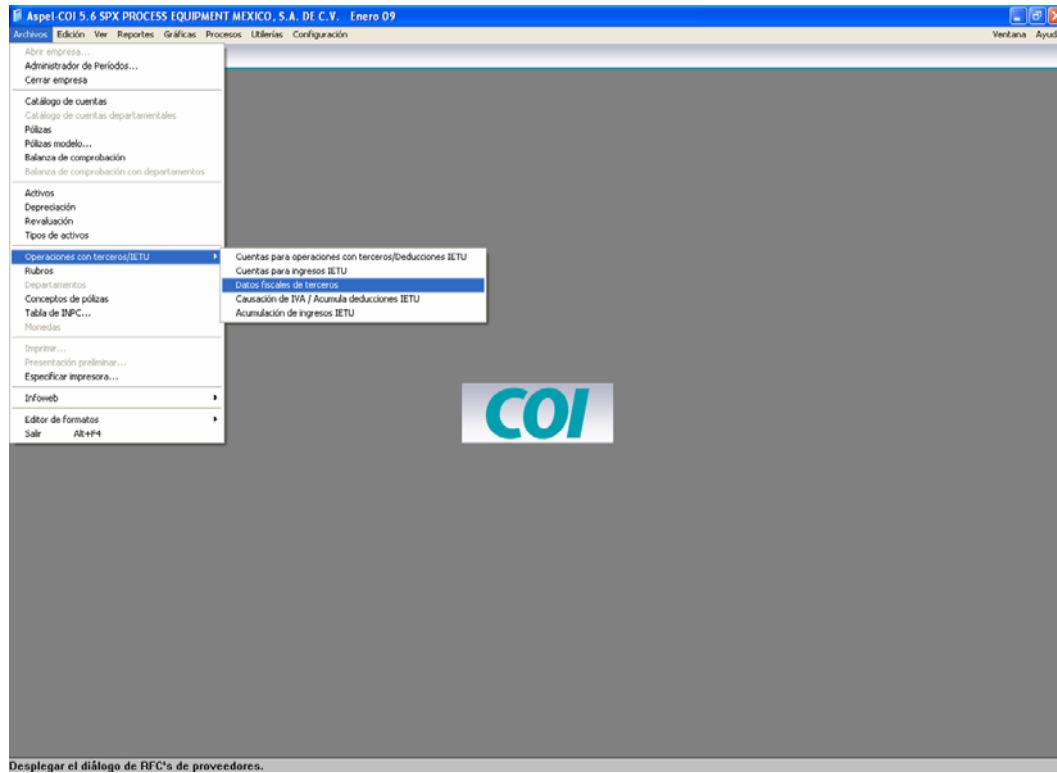 Aspel-COI 5.6 SPX PROCESS EQUIPMENT MEXICO, S.A. DE C.V. Enero 09
Archivos Edición Ver Reportes Gráficas Procesos Utilerías Configuración Ventana Ayud
Abrir empresa...
Administrador de Períodos...
Cerrar empresa
Catálogo de cuentas
Catálogo de cuentas departamentales
Pólizas
Pólizas modelo...
Balanza de comprobación
Balanza de comprobación con departamentos
Activos
Depreciación
Revaluación
Tipos de activos
Operaciones con terceros/IETU
Cuentas para operaciones con terceros/Deducciones IETU
Rubros
Cuentas para ingresos IETU
Departamentos
Datos fiscales de terceros
Conceptos de pólizas
Causación de IVA / Acumula deducciones IETU
Tabla de INPC...
Acumulación de ingresos IETU
Monedas
Imprimir...
Presentación preliminar...
Especificar impresora...
Infoweb
Editor de formatos
Salir Alt+F4
COI
Desplegar el diálogo de RFC's de proveedores.